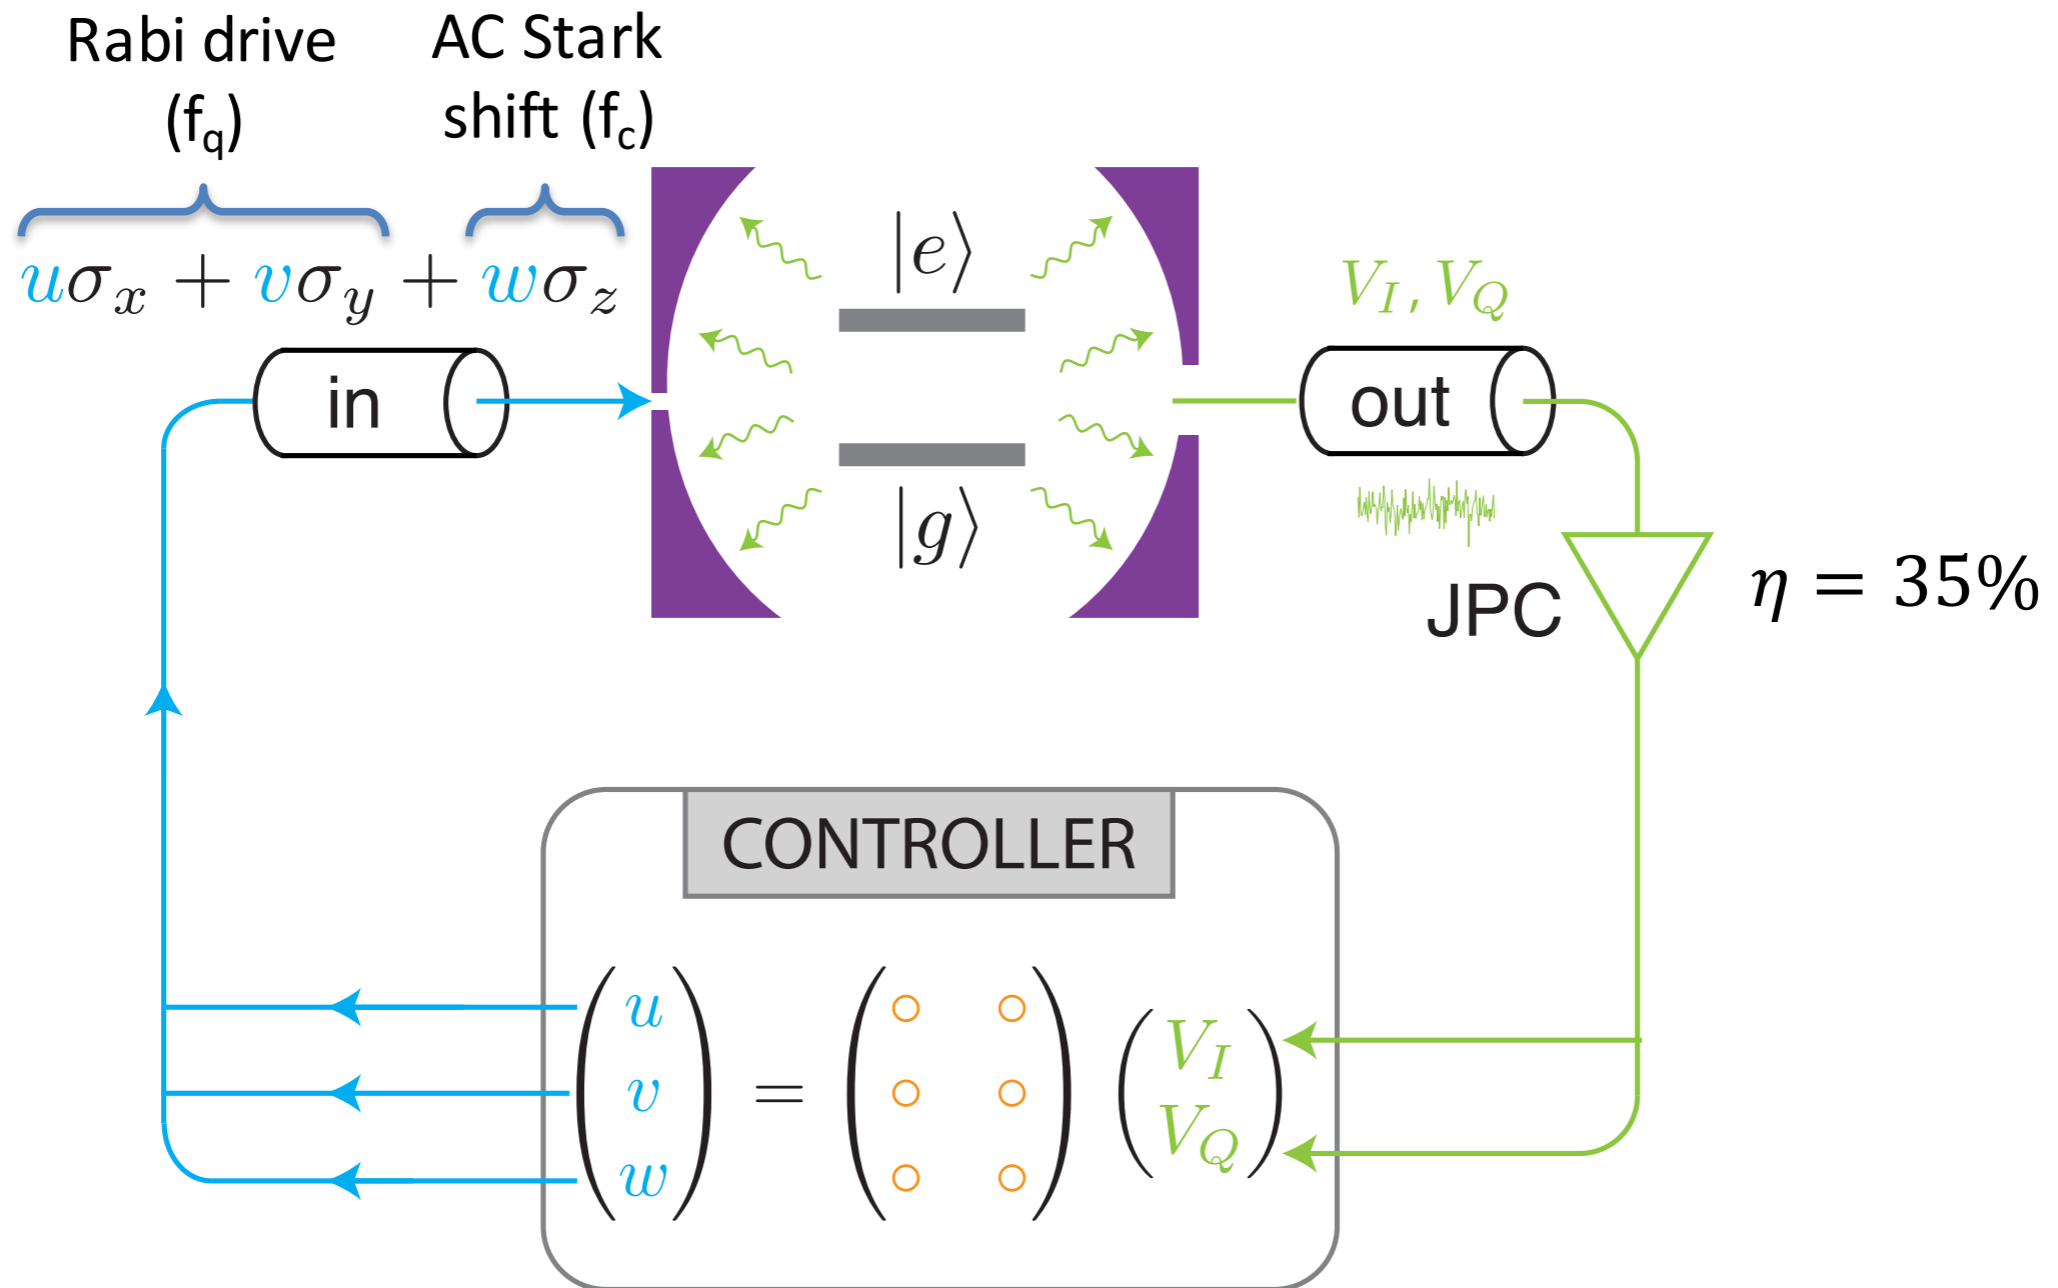 Rabi drive
(f_q)
AC Stark
shift (f_c)
uσ_x + vσ_y + wσ_z
in
|e⟩
|g⟩
V_I, V_Q
out
JPC
η = 35%
CONTROLLER
u
v
w
=
V_I
V_Q